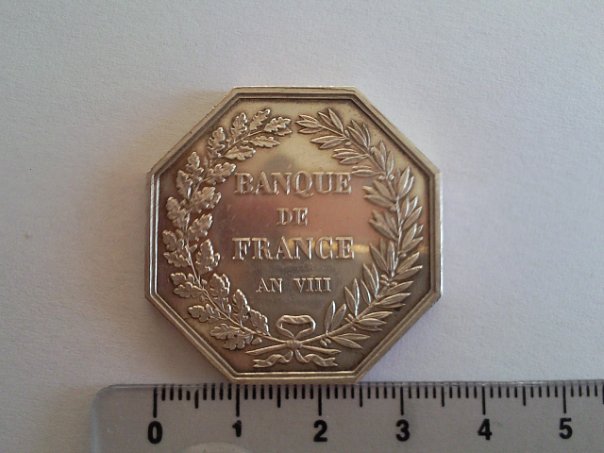 BANQUE
DE
FRANCE
AN VIII
0 1 2 3 4 5